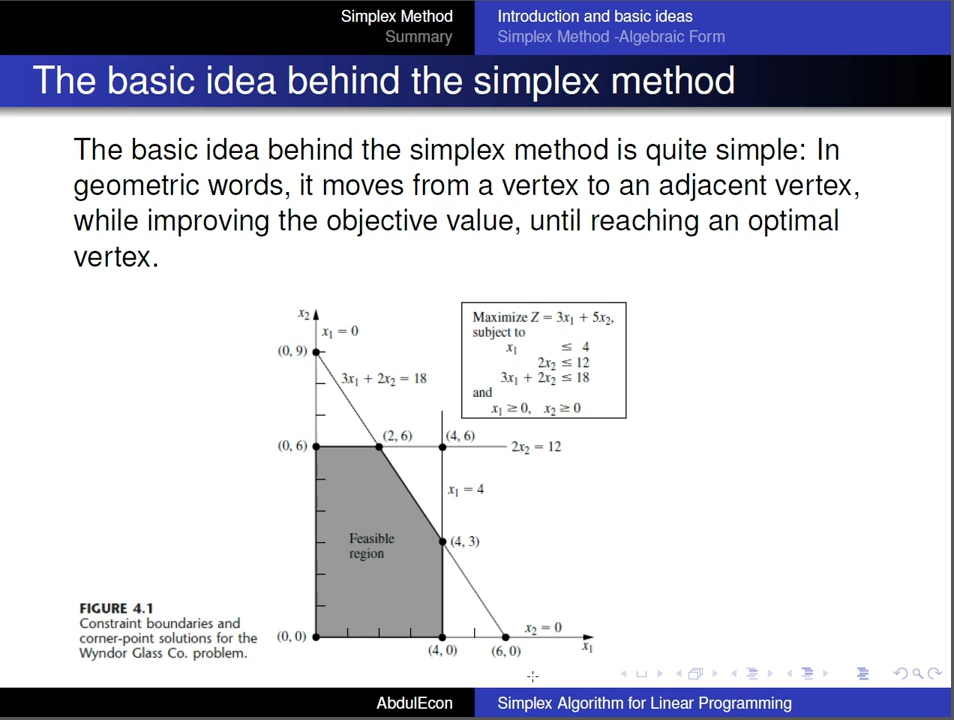 Simplex Method
Summary
Introduction and basic ideas
Simplex Method -Algebraic Form
The basic idea behind the simplex method
The basic idea behind the simplex method is quite simple: In
geometric words, it moves from a vertex to an adjacent vertex,
while improving the objective value, until reaching an optimal
vertex.
x₂
x₁ = 0
(0, 9)
3x₁ + 2x₂ = 18
Maximize Z = 3x₁ + 5x₂,
subject to
x₁ ≤ 4
2x₂ ≤ 12
3x₁ + 2x₂ ≤ 18
and
x₁ ≥ 0, x₂ ≥ 0
(0, 6)
(2, 6)
(4, 6)
2x₂ = 12
x₁ = 4
Feasible
region
(4, 3)
FIGURE 4.1
Constraint boundaries and
corner-point solutions for the
Wyndor Glass Co. problem.
(0, 0)
(4, 0)
(6, 0)
x₂ = 0
x₁
AbdulEcon
Simplex Algorithm for Linear Programming